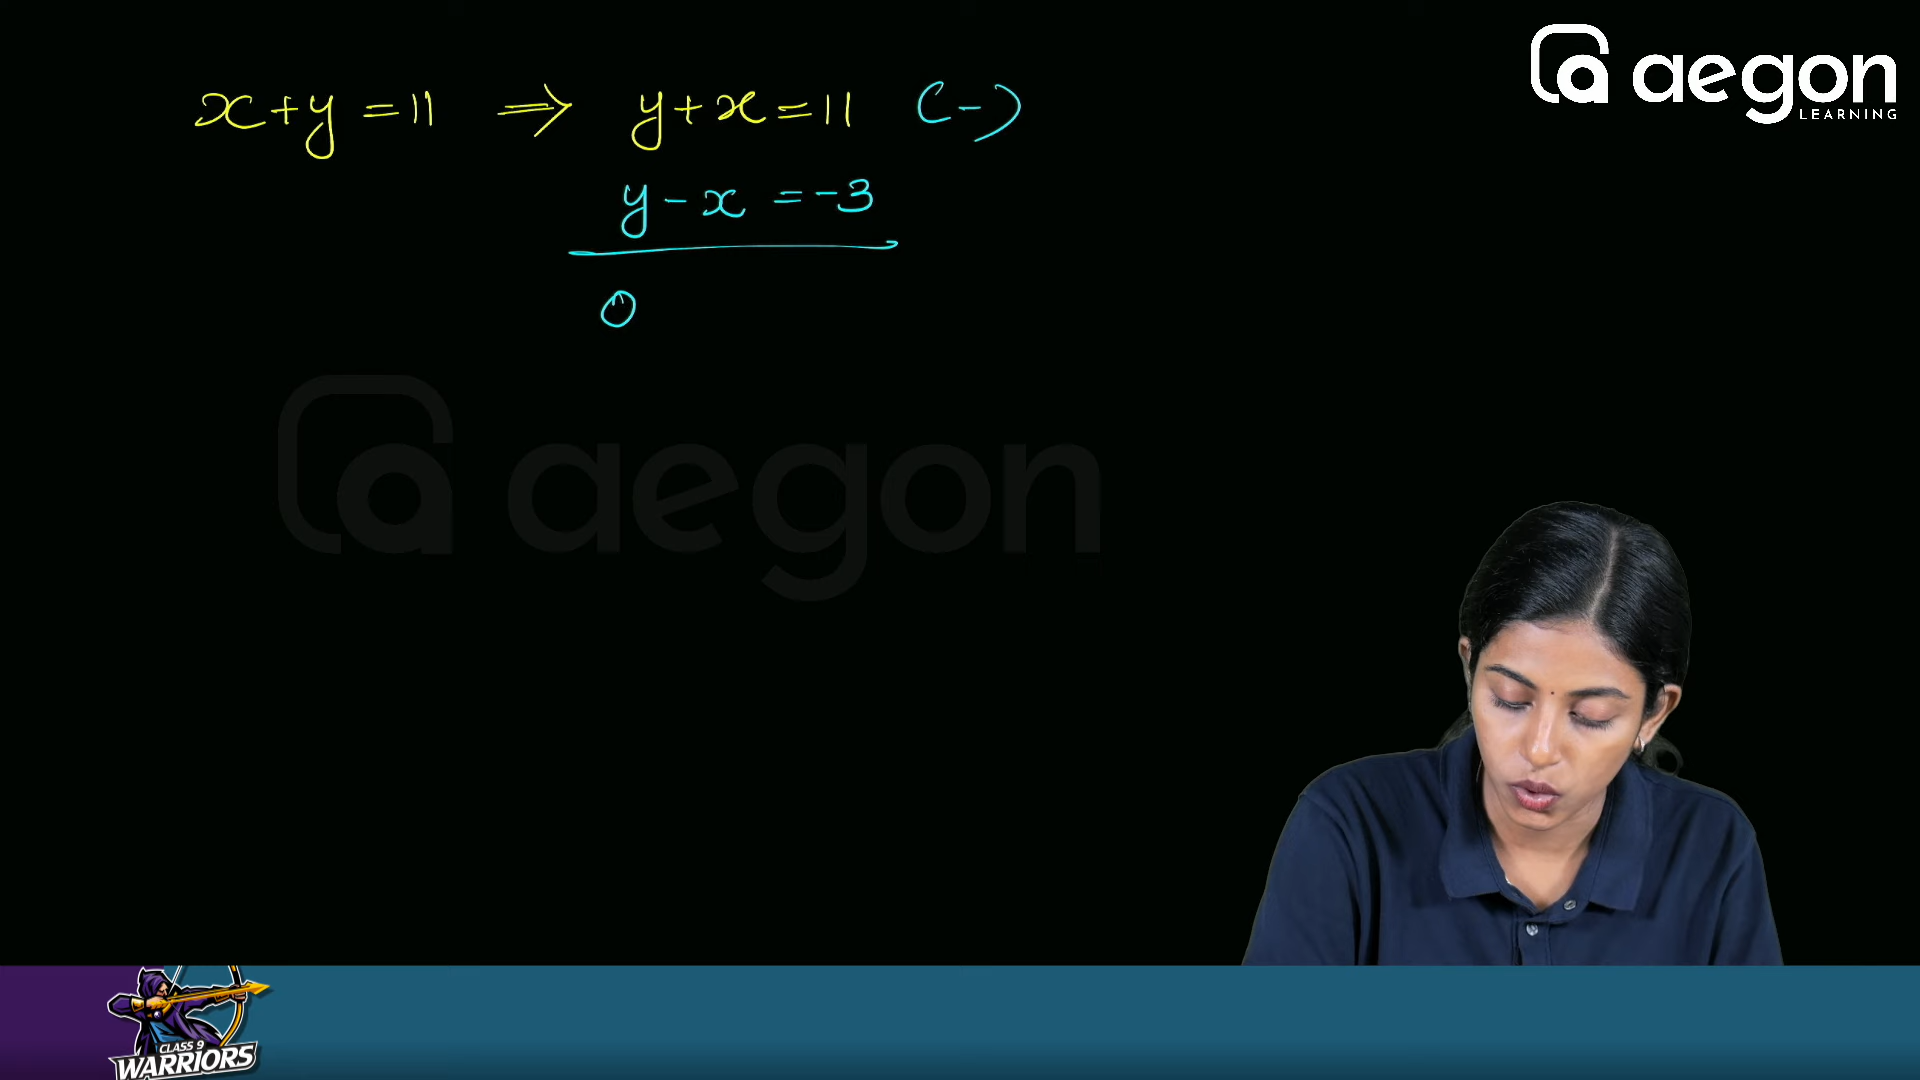 x+y=11 ⇒ y+x=11 (-)
y-x=-3
0
aegon
LEARNING
aegon
CLASS 9
WARRIORS